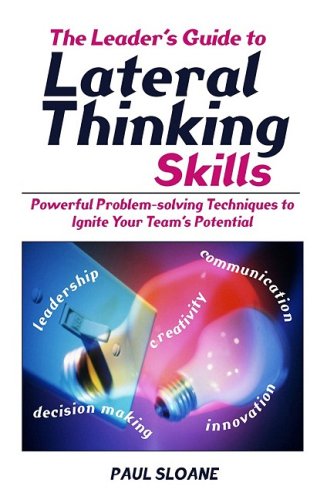 The Leader's Guide to
Lateral
Thinking
Skills
Powerful Problem-solving Techniques to
Ignite Your Team's Potential
leadership
communication
creativity
decision making
innovation
PAUL SLOANE